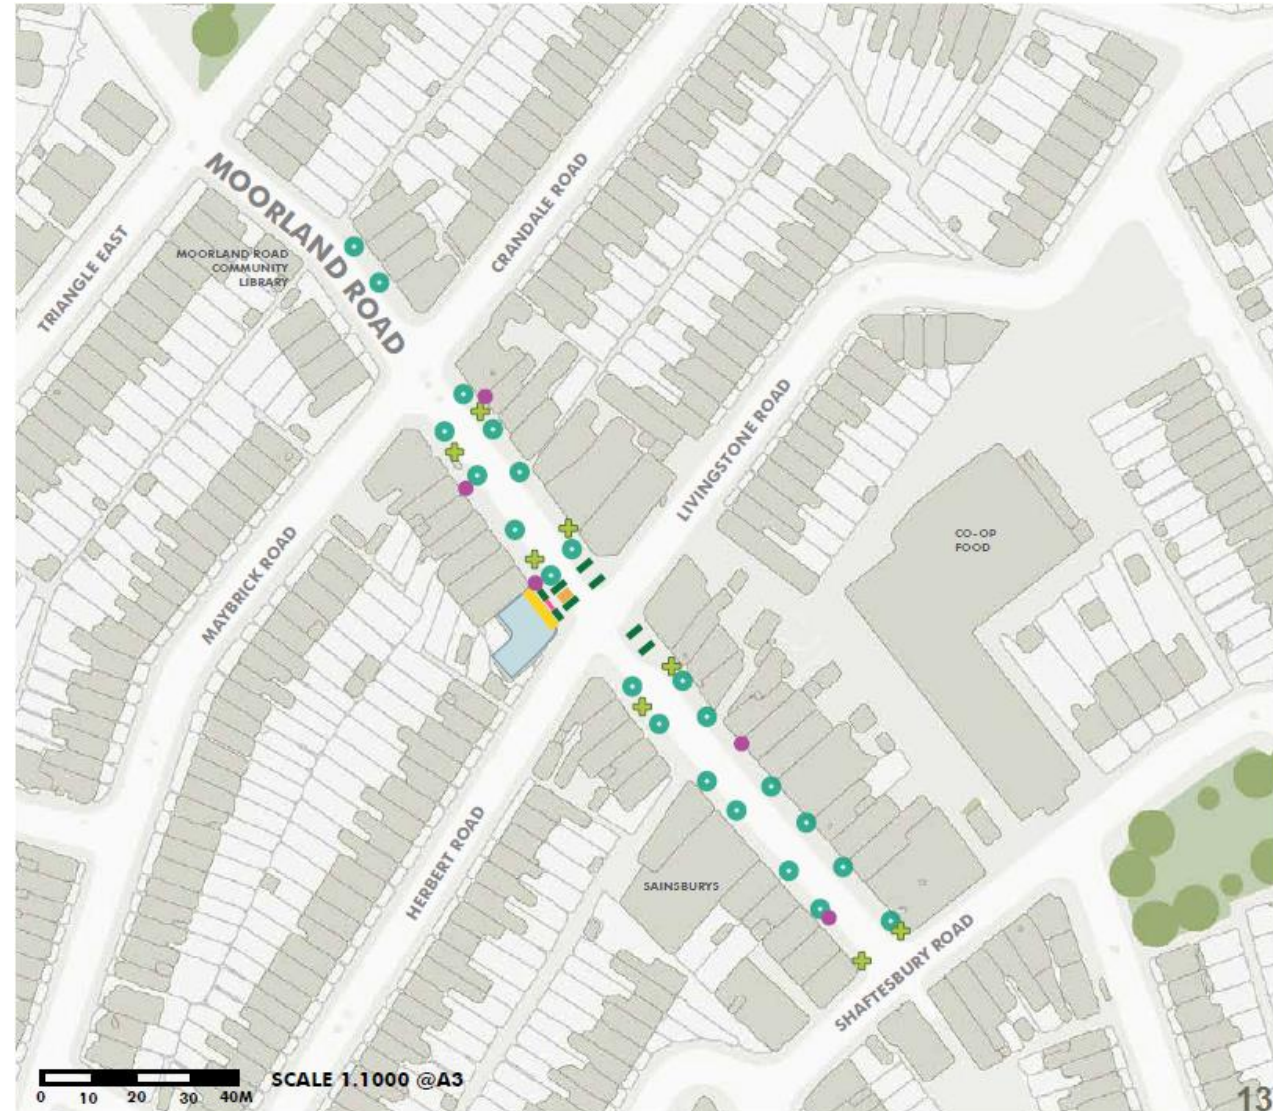 MOORLAND ROAD
CRANDALE ROAD
TRIANGLE EAST
MOORLAND ROAD
COMMUNITY
LIBRARY
LIVINGSTONE ROAD
MAYBRICK ROAD
CO-OP
FOOD
HERBERT ROAD
SAINSBURYS
SHAFTESBURY ROAD
SCALE 1.1000 @A3
0 10 20 30 40M
13